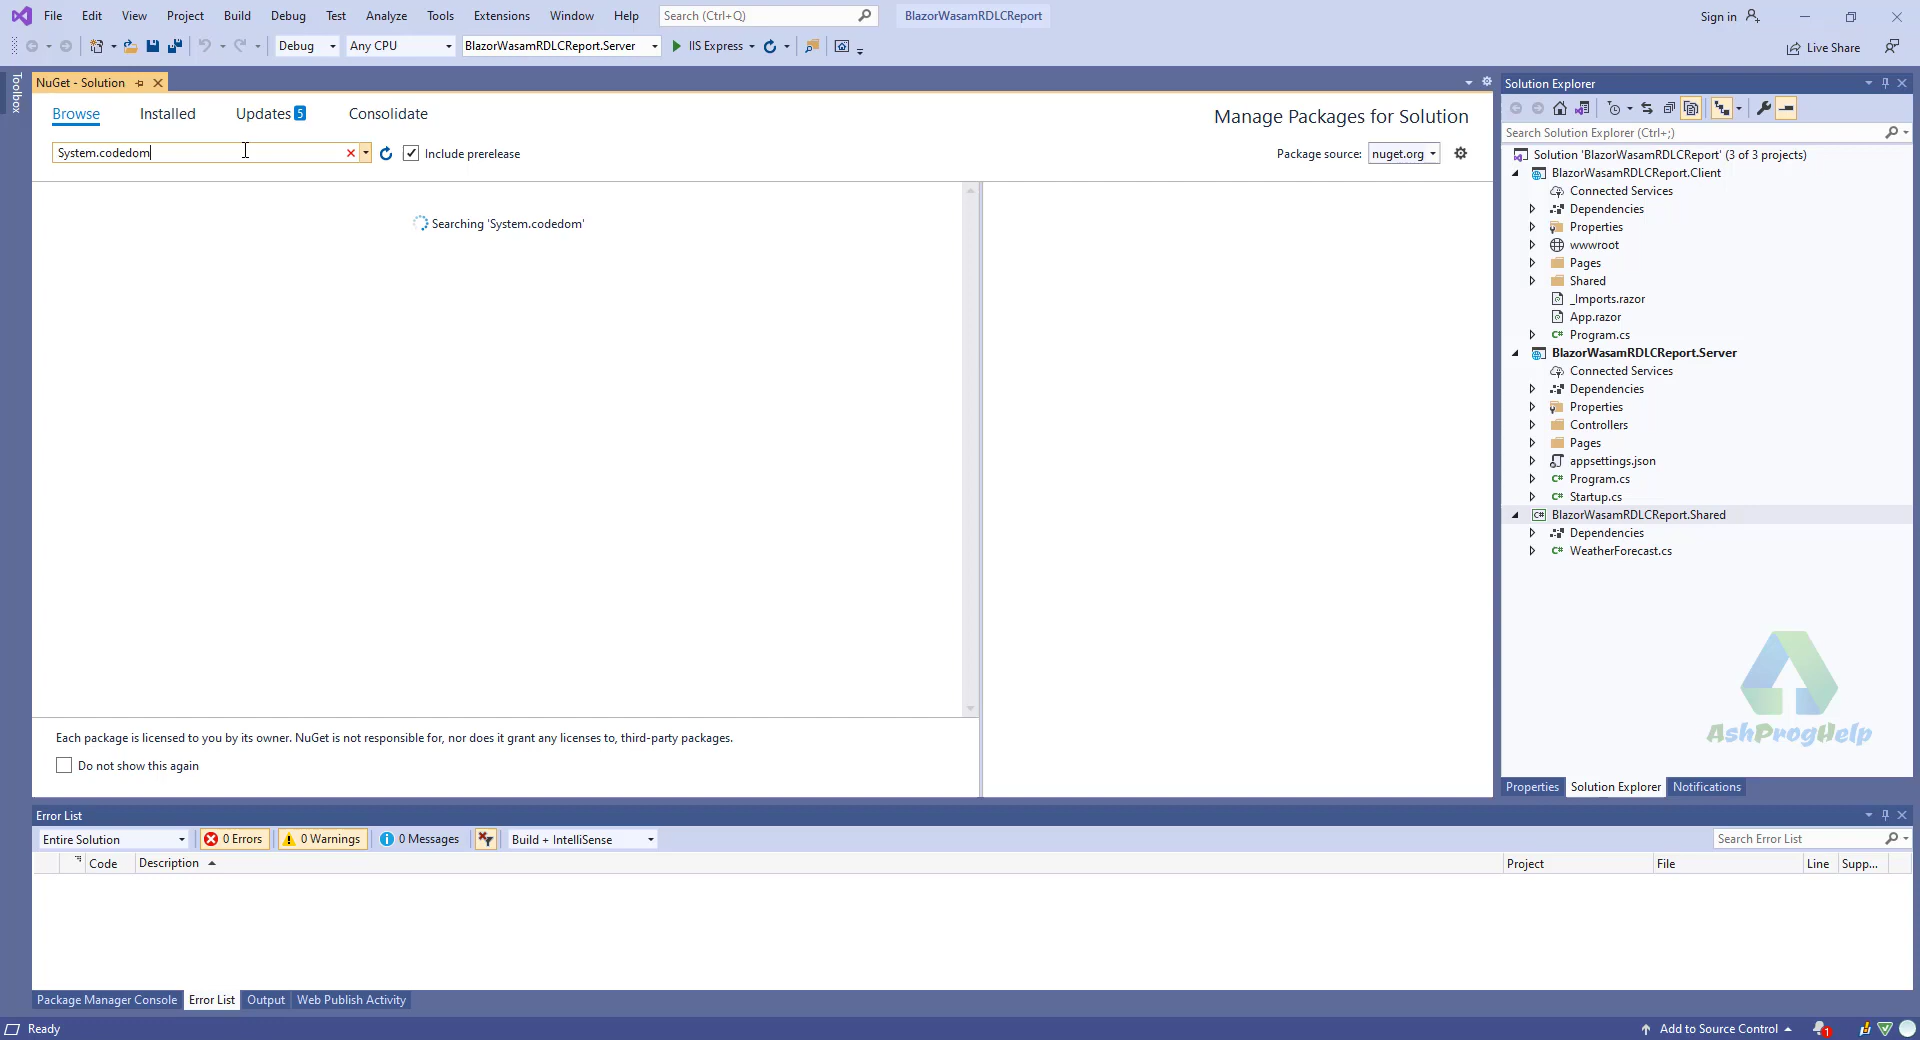 File Edit View Project Build Debug Test Analyze Tools Extensions Window Help Search (Ctrl+Q) BlazorWasamRDLCReport Sign in
Debug Any CPU BlazorWasamRDLCReport.Server IIS Express Live Share
Toolbox
NuGet - Solution
Browse Installed Updates 5 Consolidate
Manage Packages for Solution
System.codedom Include prerelease Package source: nuget.org
Searching 'System.codedom'
Each package is licensed to you by its owner. NuGet is not responsible for, nor does it grant any licenses to, third-party packages.
Do not show this again
Solution Explorer
Search Solution Explorer (Ctrl+;)
Solution 'BlazorWasamRDLCReport' (3 of 3 projects)
BlazorWasamRDLCReport.Client
Connected Services
Dependencies
Properties
wwwroot
Pages
Shared
_Imports.razor
App.razor
C# Program.cs
BlazorWasamRDLCReport.Server
Connected Services
Dependencies
Properties
Controllers
Pages
appsettings.json
C# Program.cs
C# Startup.cs
C# BlazorWasamRDLCReport.Shared
Dependencies
C# WeatherForecast.cs
AshProgHelp
Properties Solution Explorer Notifications
Error List
Entire Solution 0 Errors 0 Warnings 0 Messages Build + IntelliSense Search Error List
Code Description Project File Line Supp...
Package Manager Console Error List Output Web Publish Activity
Ready Add to Source Control 1